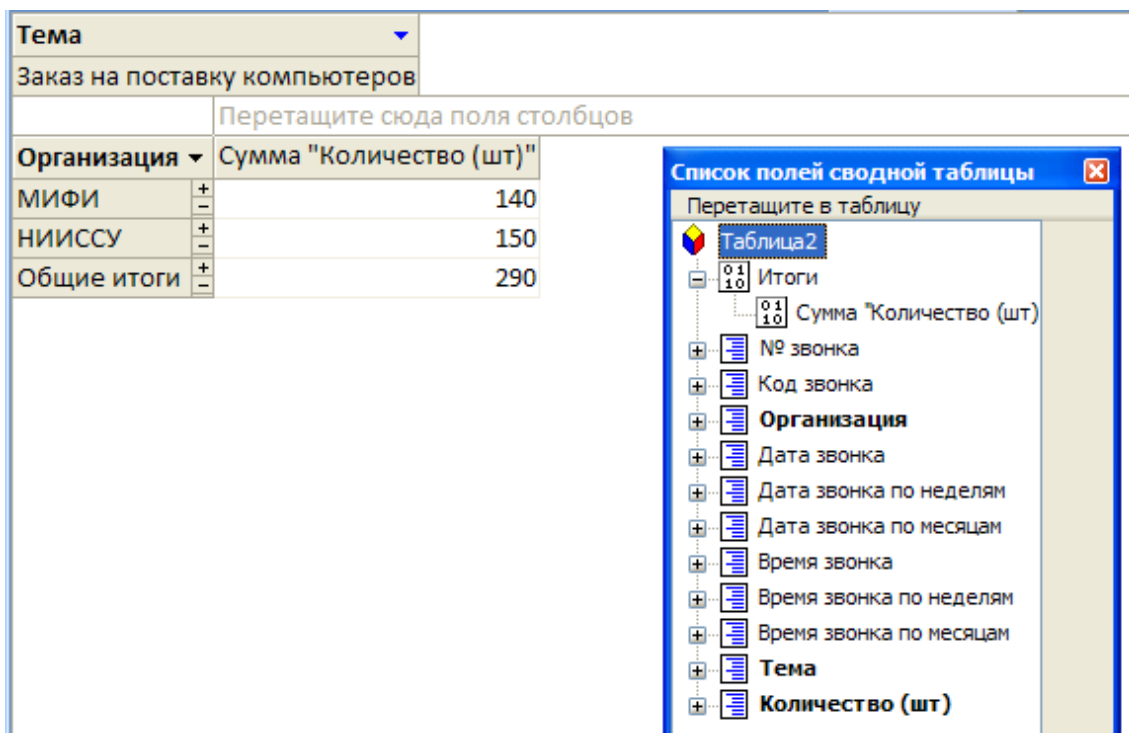 Тема
Заказ на поставку компьютеров
Перетащите сюда поля столбцов
Организация Сумма "Количество (шт)"
МИФИ 140
НИИССУ 150
Общие итоги 290
Список полей сводной таблицы
Перетащите в таблицу
Таблица2
Итоги
Сумма "Количество (шт)
№ звонка
Код звонка
Организация
Дата звонка
Дата звонка по неделям
Дата звонка по месяцам
Время звонка
Время звонка по неделям
Время звонка по месяцам
Тема
Количество (шт)